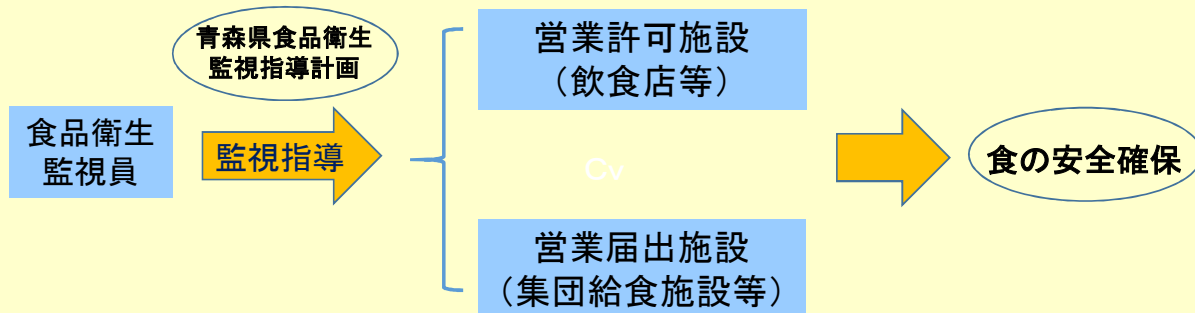 青森県食品衛生
監視指導計画
食品衛生
監視員
監視指導
営業許可施設
（飲食店等）
Cv
営業届出施設
（集団給食施設等）
食の安全確保